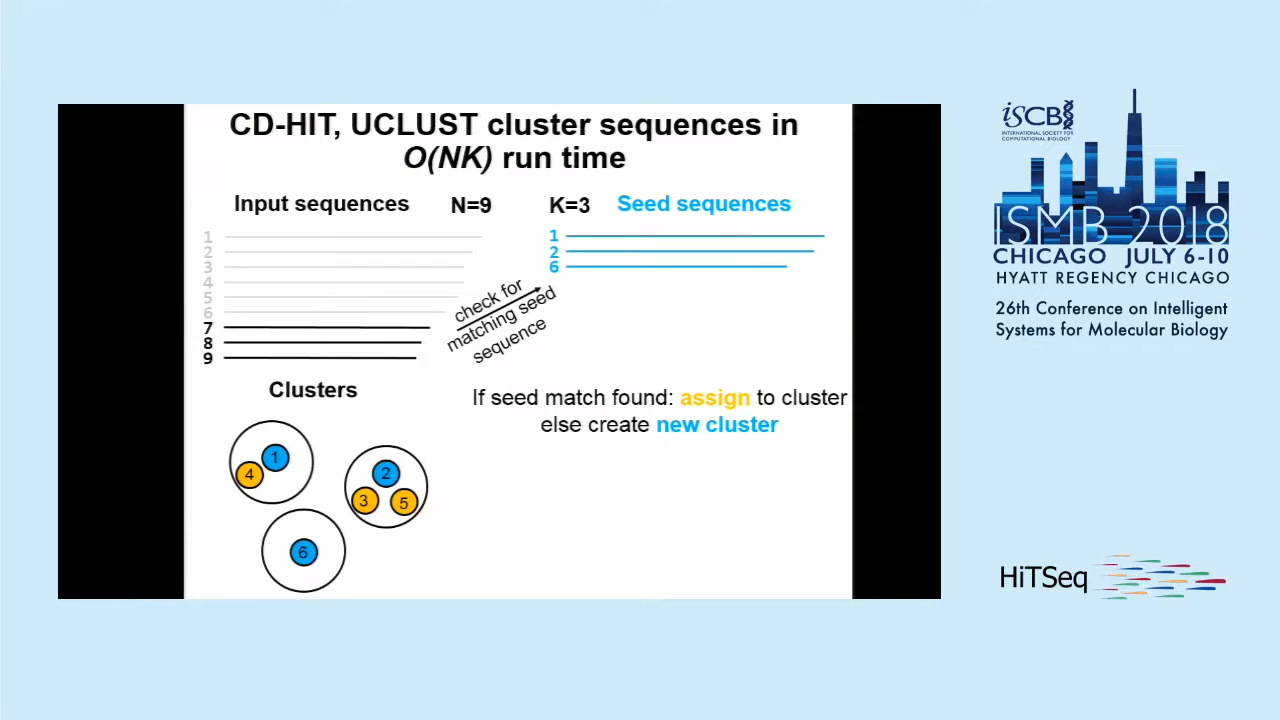 CD-HIT, UCLUST cluster sequences in
O(NK) run time
Input sequences N=9 K=3 Seed sequences
1
2
3
4
5
6
7
8
9
1
2
6
check for
matching seed
sequence
Clusters
If seed match found: assign to cluster
else create new cluster
1
4
2
3
5
6
ISCB
INTERNATIONAL SOCIETY FOR
COMPUTATIONAL BIOLOGY
ISMB 2018
CHICAGO JULY 6-10
HYATT REGENCY CHICAGO
26th Conference on Intelligent
Systems for Molecular Biology
HiTSeq